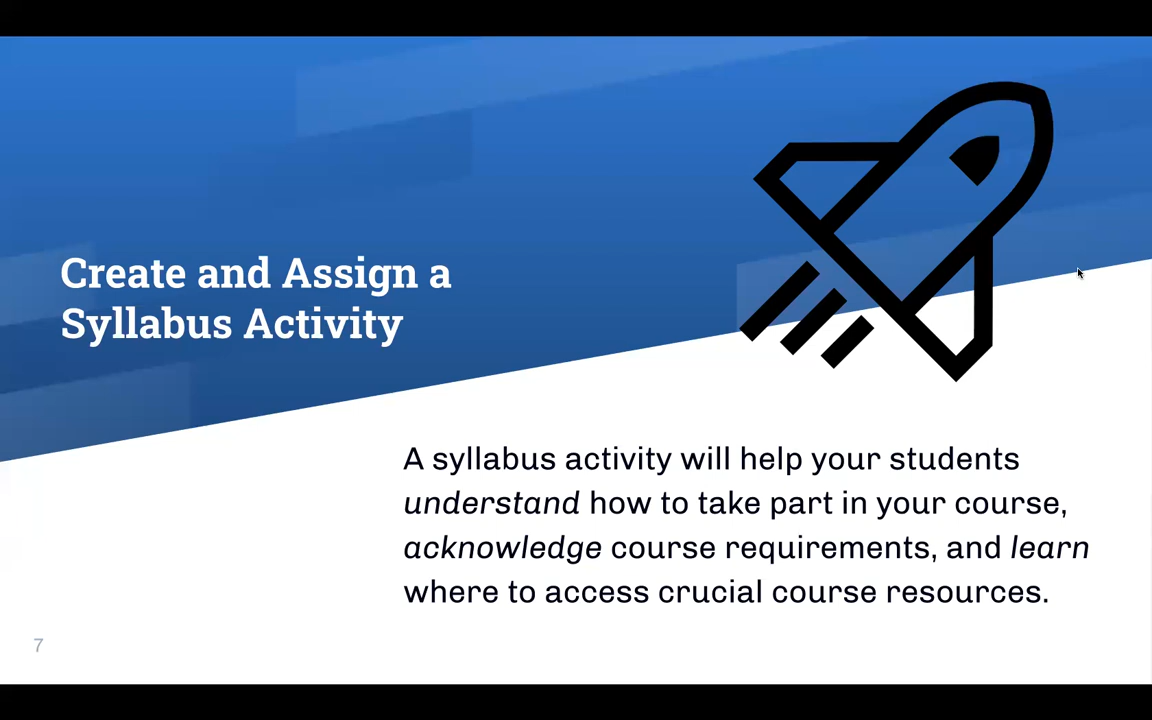 Create and Assign a
Syllabus Activity
A syllabus activity will help your students
understand how to take part in your course,
acknowledge course requirements, and learn
where to access crucial course resources.
7